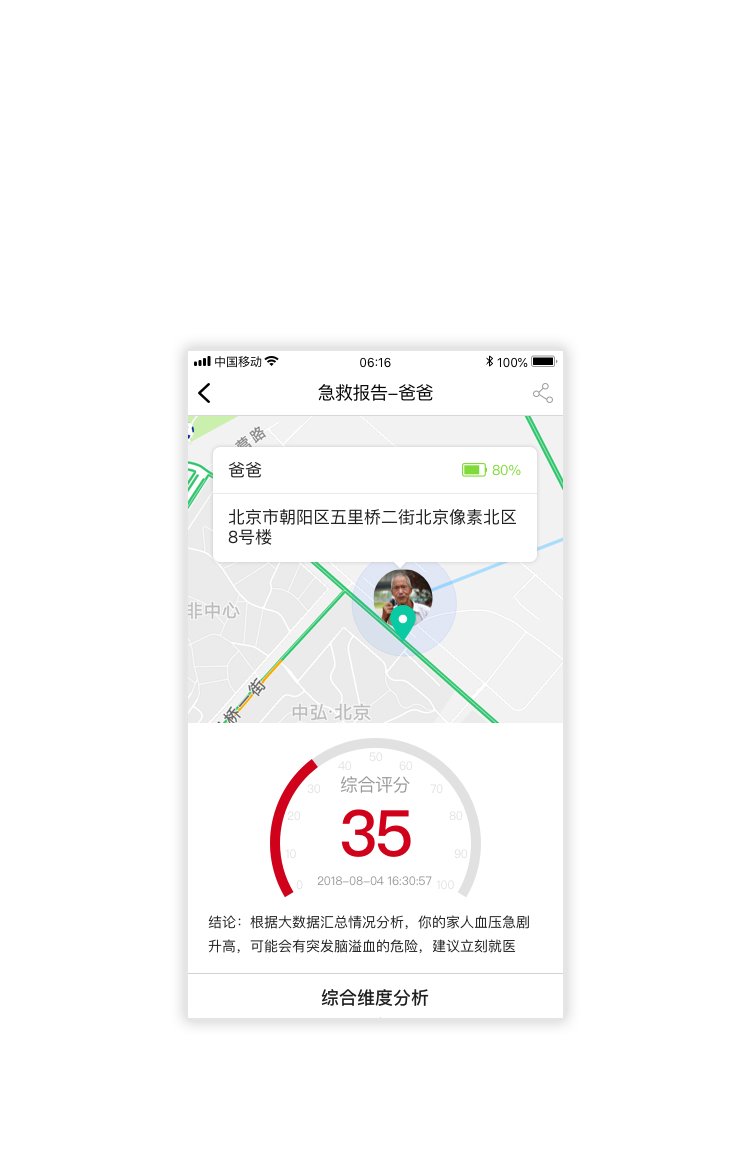 中国移动
06:16
100%
急救报告-爸爸
营路
爸爸
80%
北京市朝阳区五里桥二街北京像素北区
8号楼
非中心
桥一街
中弘·北京
50
40
60
综合评分
30
70
20
80
35
10
90
0
2018-08-04 16:30:57
100
结论：根据大数据汇总情况分析，你的家人血压急剧
升高，可能会有突发脑溢血的危险，建议立刻就医
综合维度分析